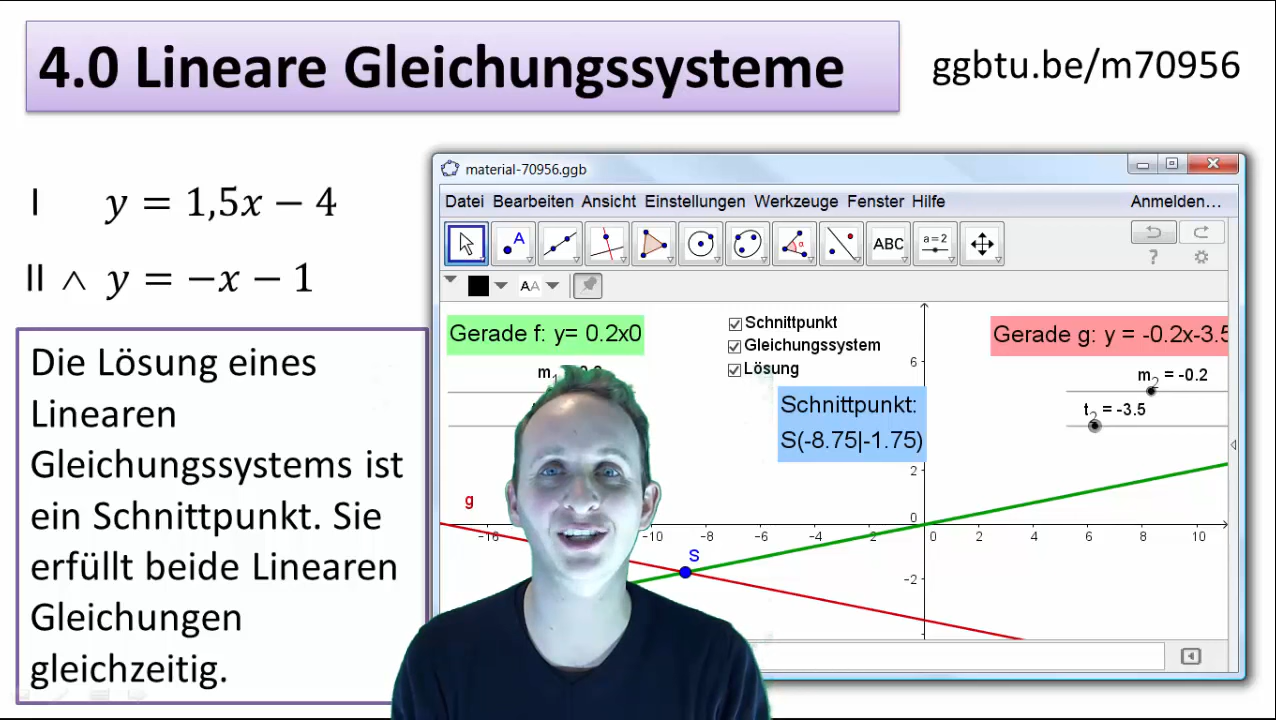 4.0 Lineare Gleichungssysteme
ggbtu.be/m70956
I y = 1,5x − 4
II ∧ y = −x − 1
Die Lösung eines
Linearen
Gleichungssystems ist
ein Schnittpunkt. Sie
erfüllt beide Linearen
Gleichungen
gleichzeitig.
material-70956.ggb
Datei Bearbeiten Ansicht Einstellungen Werkzeuge Fenster Hilfe Anmelden...
A ABC a=2
AA
Gerade f: y= 0.2x0
Schnittpunkt
Gleichungssystem
Lösung
Gerade g: y = -0.2x-3.5
m₂ = -0.2
t₂ = -3.5
Schnittpunkt:
S(-8.75|-1.75)
6
2
0
g
-16 -10 -8 -6 -4 -2 0 2 4 6 8 10
S
-2